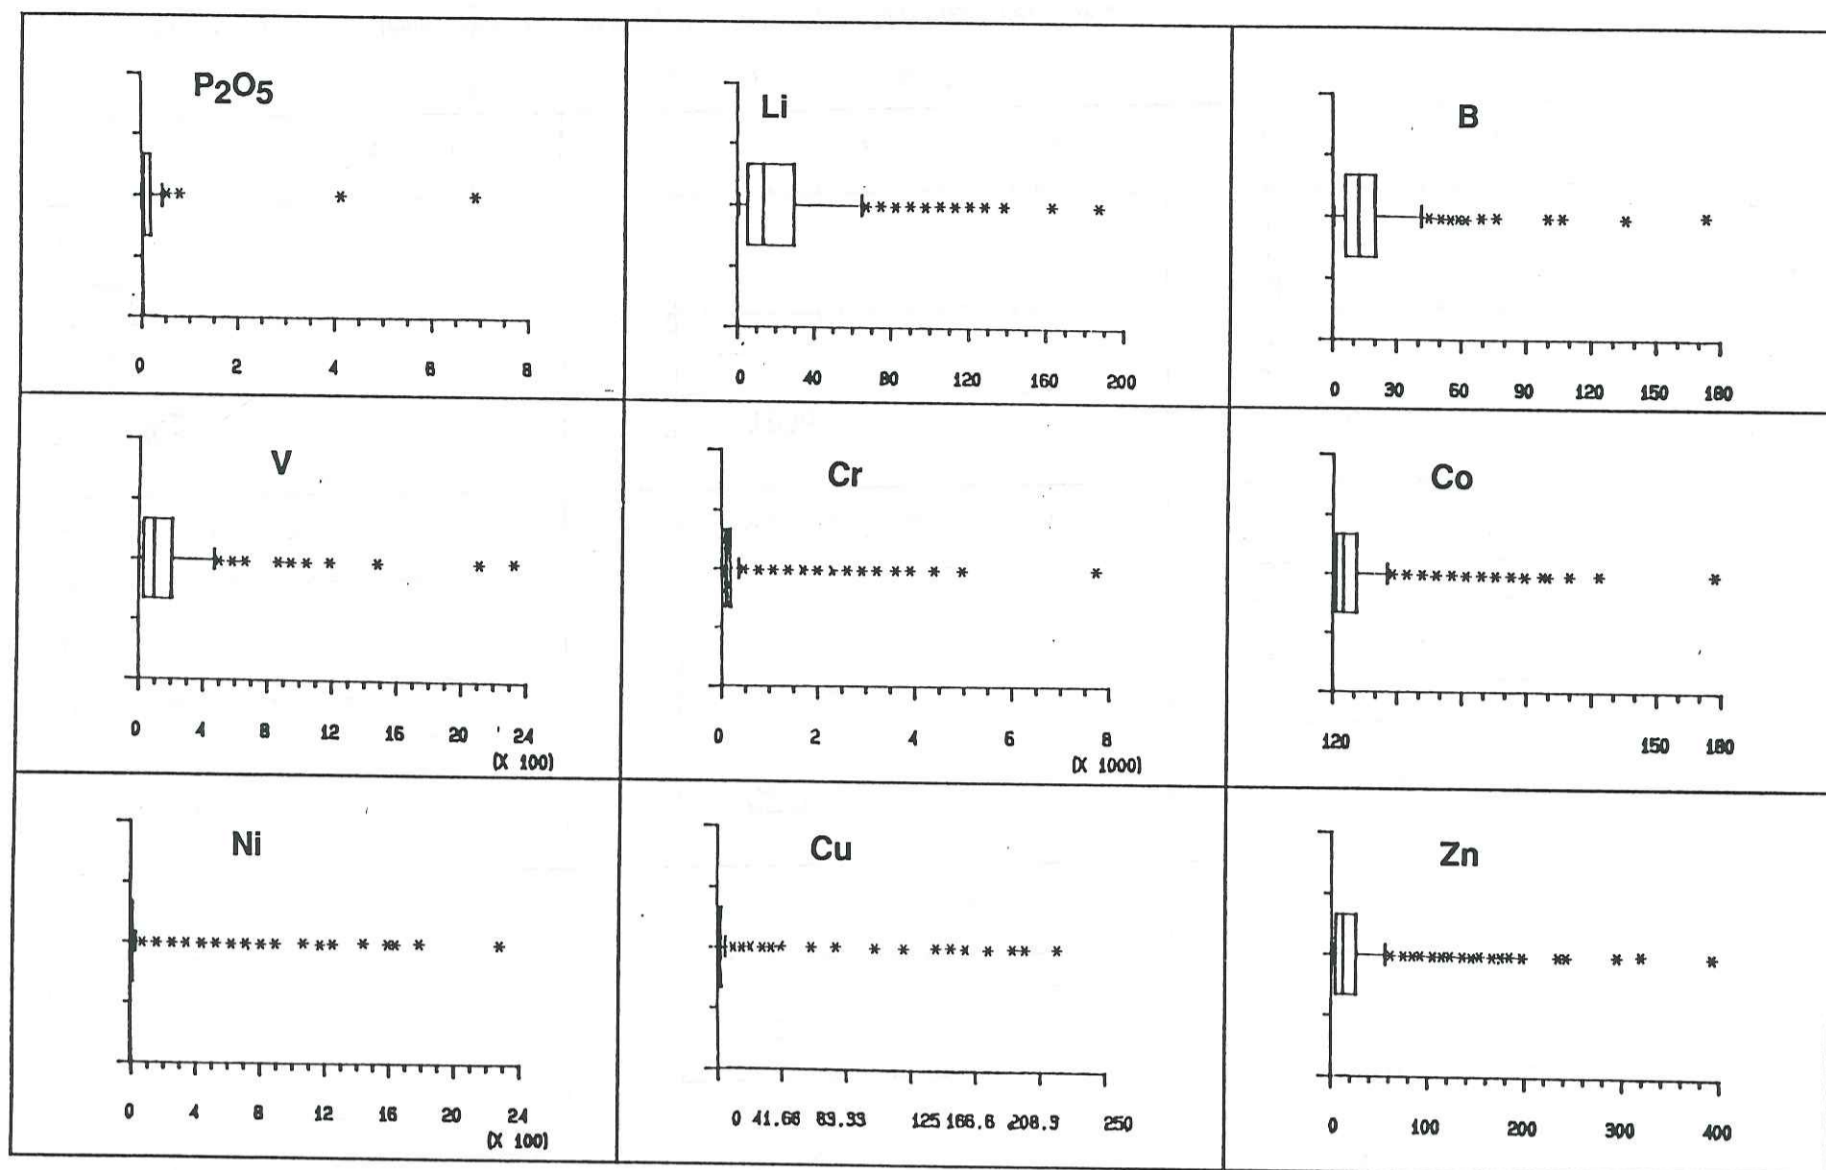 P2O5
0 2 4 6 8
Li
0 40 80 120 160 200
B
0 30 60 90 120 150 180
V
0 4 8 12 16 20 24
(X 100)
Cr
0 2 4 6 8
(X 1000)
Co
120 150 180
Ni
0 4 8 12 16 20 24
(X 100)
Cu
0 41.66 83.33 125 166.6 208.3 250
Zn
0 100 200 300 400